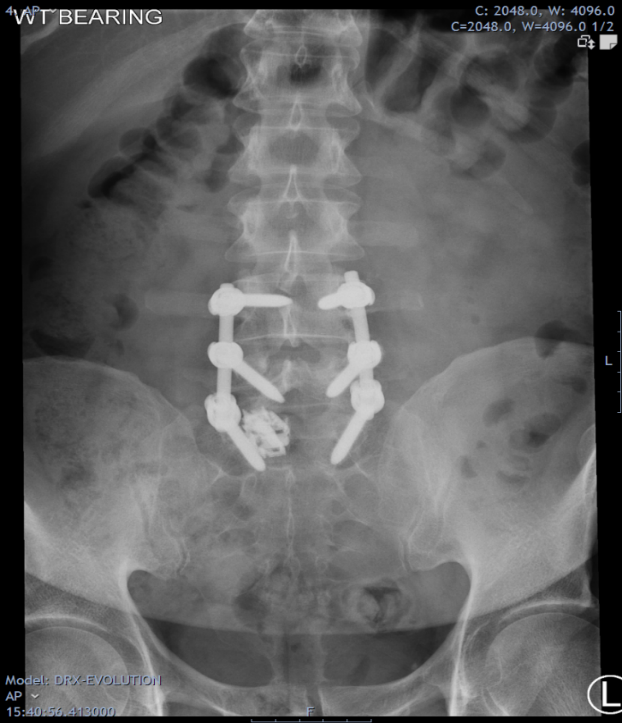 4, AP
WT BEARING
C: 2048.0, W: 4096.0
C=2048.0, W=4096.0 1/2
L
Model: DRX-EVOLUTION
AP
15:40:56.413000
F
L